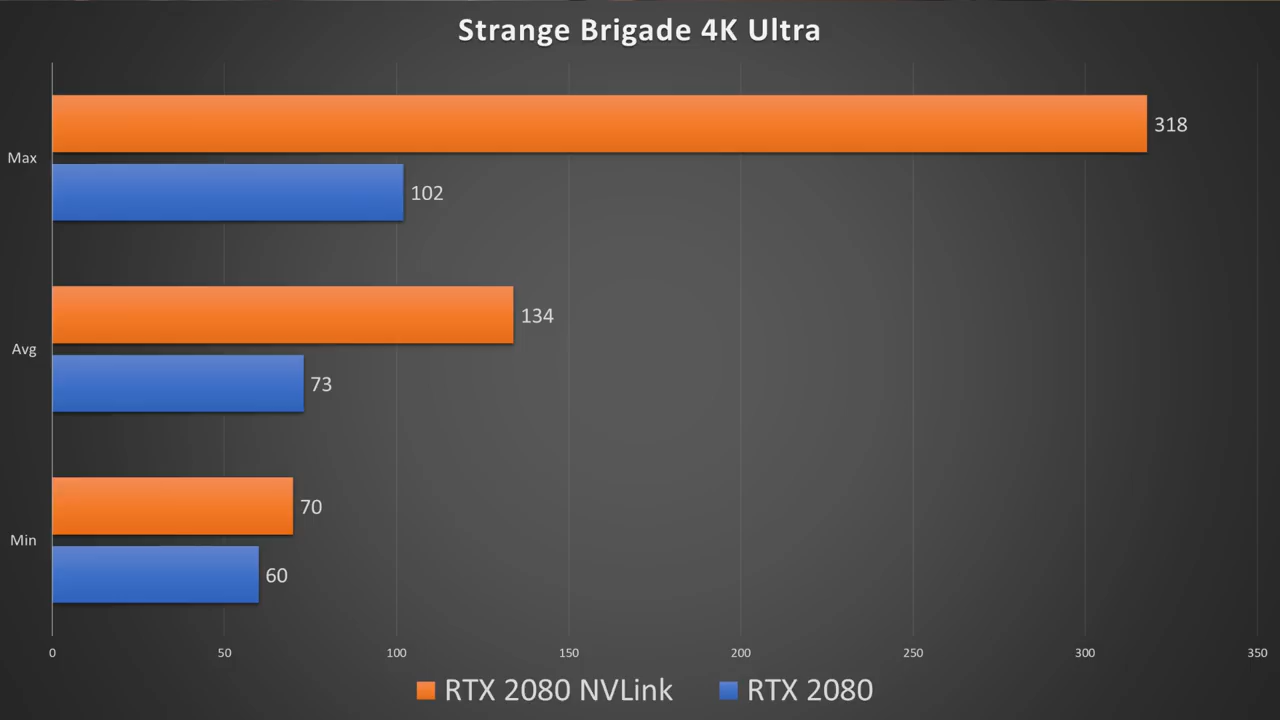 Strange Brigade 4K Ultra
318
Max
102
134
Avg
73
70
Min
60
0 50 100 150 200 250 300 350
RTX 2080 NVLink RTX 2080